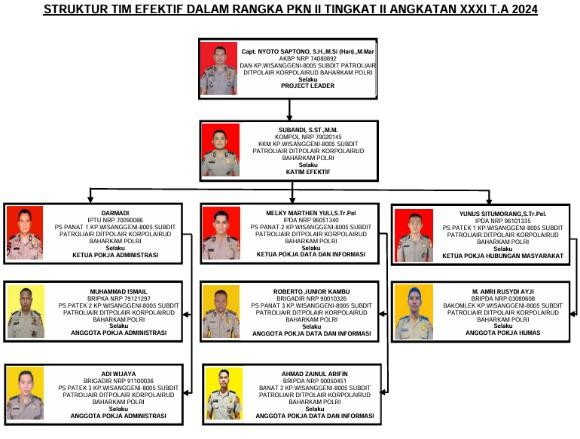 STRUKTUR TIM EFEKTIF DALAM RANGKA PKN II TINGKAT II ANGKATAN XXXI T.A 2024
Capt. NYOTO SAPTONO, S.H.,M.Si (Han).,M.Mar
AKBP NRP 74080892
DAN KP.WISANGGENI-8005 SUBDIT PATROLIAIR
DITPOLAIR KORPOLAIRUD BAHARKAM POLRI
Selaku
PROJECT LEADER
SUBANDI, S.ST.,M.M.
KOMPOL NRP 79020145
KKM KP.WISANGGENI-8005 SUBDIT
PATROLIAIR DITPOLAIR KORPOLAIRUD
BAHARKAM POLRI
Selaku
KATIM EFEKTIF
DARMADI
IPTU NRP 70090086
PS PANAT 1 KP.WISANGGENI-8005 SUBDIT
PATROLIAIR DITPOLAIR KORPOLAIRUD
BAHARKAM POLRI
Selaku
KETUA POKJA ADMINISTRASI
MELKY MARTHEN YULI,S.Tr.Pel
IPDA NRP 96051340
PS PANAT 2 KP.WISANGGENI-8005 SUBDIT
PATROLIAIR DITPOLAIR KORPOLAIRUD
BAHARKAM POLRI
Selaku
KETUA POKJA DATA DAN INFORMASI
YUNUS SITUMORANG,S.Tr.Pel.
IPDA NRP 96101335
PS PATEK 1 KP.WISANGGENI-8005 SUBDIT
PATROLIAIR DITPOLAIR KORPOLAIRUD
BAHARKAM POLRI
Selaku
KETUA POKJA HUBUNGAN MASYARAKAT
MUHAMMAD ISMAIL
BRIPKA NRP 79121297
PS PATEK 2 KP.WISANGGENI-8005 SUBDIT
PATROLIAIR DITPOLAIR KORPOLAIRUD
BAHARKAM POLRI
Selaku
ANGGOTA POKJA ADMINISTRASI
ROBERTO JUNIOR KAMBU
BRIGADIR NRP 90010326
PS PANAT 3 KP.WISANGGENI-8005 SUBDIT
PATROLIAIR DITPOLAIR KORPOLAIRUD
BAHARKAM POLRI
Selaku
ANGGOTA POKJA DATA DAN INFORMASI
M. AMRI RUSYDI AZJI
BRIPDA NRP 03080608
BAKOMLEK KP.WISANGGENI-8005 SUBDIT
PATROLIAIR DITPOLAIR KORPOLAIRUD
BAHARKAM POLRI
Selaku
ANGGOTA POKJA HUMAS
ADI WIJAYA
BRIGADIR NRP 91100036
PS PATEK 3 KP.WISANGGENI-8005 SUBDIT
PATROLIAIR DITPOLAIR KORPOLAIRUD
BAHARKAM POLRI
Selaku
ANGGOTA POKJA ADMINISTRASI
AHMAD ZAINUL ARIFIN
BRIPDA NRP 00050451
BANAT 2 KP.WISANGGENI-8005 SUBDIT
PATROLIAIR DITPOLAIR KORPOLAIRUD
BAHARKAM POLRI
Selaku
ANGGOTA POKJA DATA DAN INFORMASI